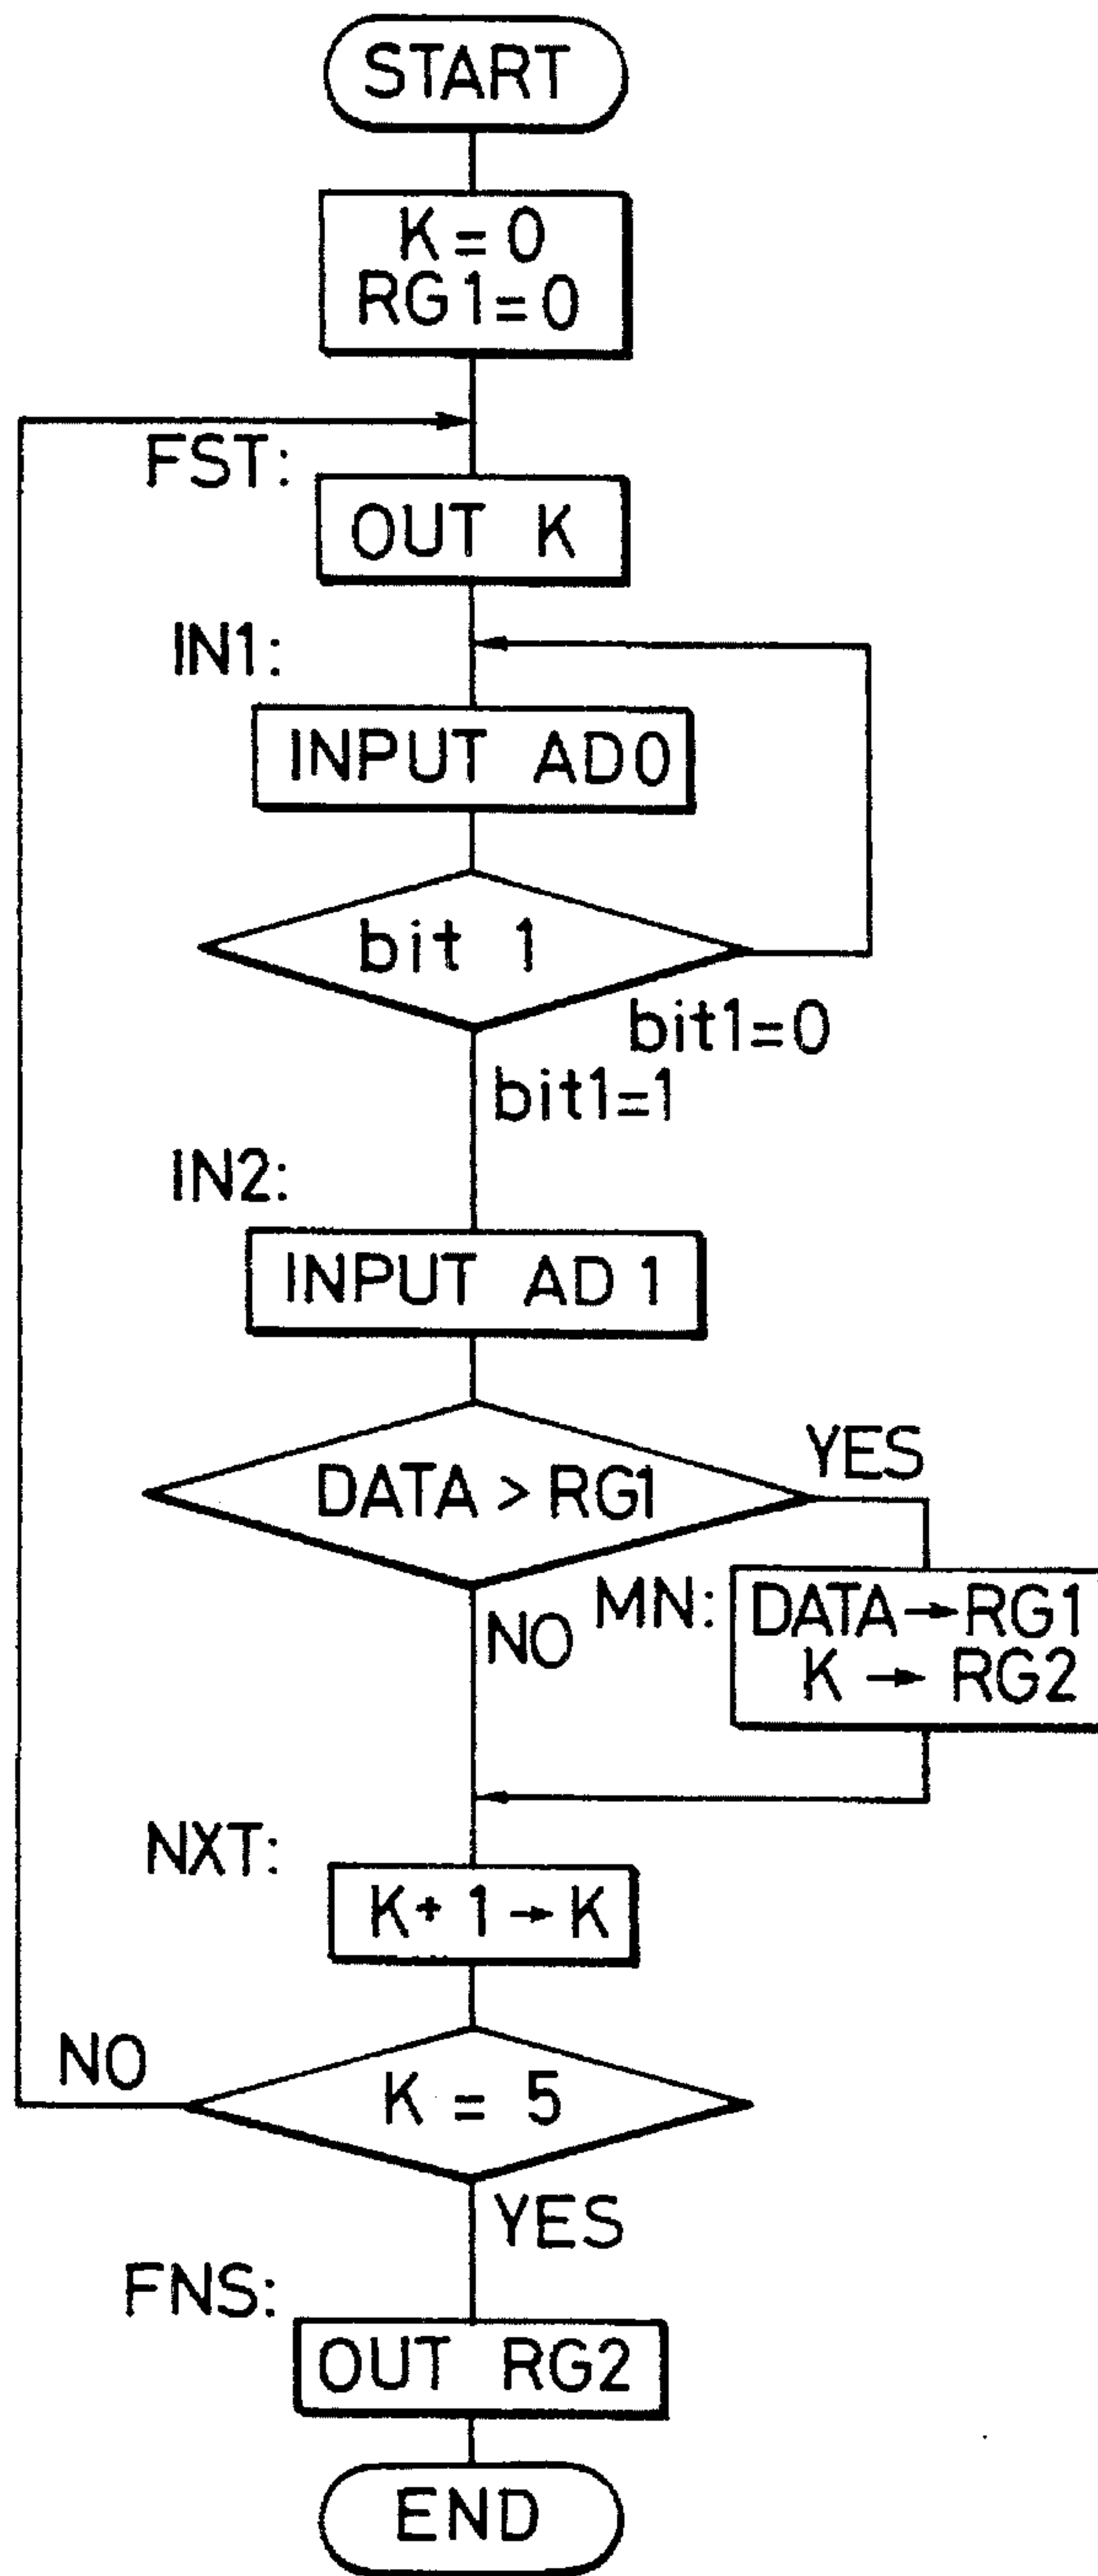 START
K = 0
RG1=0
FST:
OUT K
IN1:
INPUT AD0
bit 1
bit1=0
bit1=1
IN2:
INPUT AD 1
DATA > RG1
YES
NO
MN:
DATA→RG1
K → RG2
NXT:
K+ 1→K
NO
K = 5
YES
FNS:
OUT RG2
END